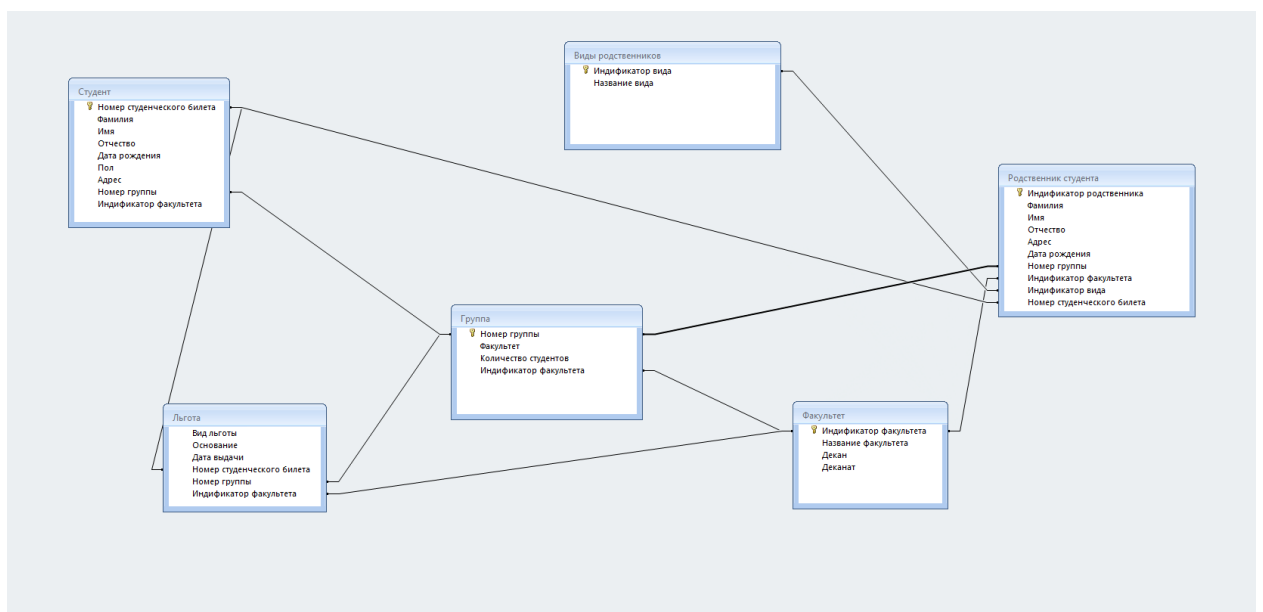 Студент
Номер студенческого билета
Фамилия
Имя
Отчество
Дата рождения
Пол
Адрес
Номер группы
Индификатор факультета
Виды родственников
Индификатор вида
Название вида
Родственник студента
Индификатор родственника
Фамилия
Имя
Отчество
Адрес
Дата рождения
Номер группы
Индификатор факультета
Индификатор вида
Номер студенческого билета
Группа
Номер группы
Факультет
Количество студентов
Индификатор факультета
Льгота
Вид льготы
Основание
Дата выдачи
Номер студенческого билета
Номер группы
Индификатор факультета
Факультет
Индификатор факультета
Название факультета
Декан
Деканат